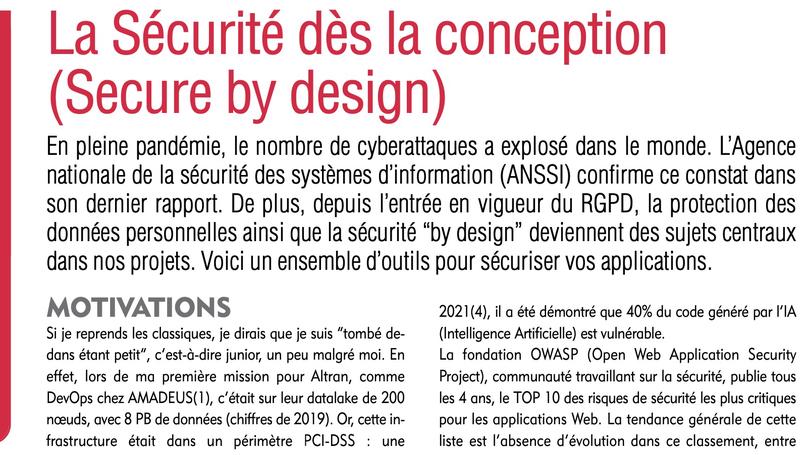 La Sécurité dès la conception
(Secure by design)
En pleine pandémie, le nombre de cyberattaques a explosé dans le monde. L’Agence
nationale de la sécurité des systèmes d’information (ANSSI) confirme ce constat dans
son dernier rapport. De plus, depuis l’entrée en vigueur du RGPD, la protection des
données personnelles ainsi que la sécurité “by design” deviennent des sujets centraux
dans nos projets. Voici un ensemble d’outils pour sécuriser vos applications.
MOTIVATIONS
Si je reprends les classiques, je dirais que je suis “tombé de-
dans étant petit“, c’est-à-dire junior, un peu malgré moi. En
effet, lors de ma première mission pour Altran, comme
DevOps chez AMADEUS(1), c’était sur leur datalake de 200
nœuds, avec 8 PB de données (chiffres de 2019). Or, cette in-
frastructure était dans un périmètre PCI-DSS : une
2021(4), il a été démontré que 40% du code généré par l’IA
(Intelligence Artificielle) est vulnérable.
La fondation OWASP (Open Web Application Security
Project), communauté travaillant sur la sécurité, publie tous
les 4 ans, le TOP 10 des risques de sécurité les plus critiques
pour les applications Web. La tendance générale de cette
liste est l’absence d’évolution dans ce classement, entre